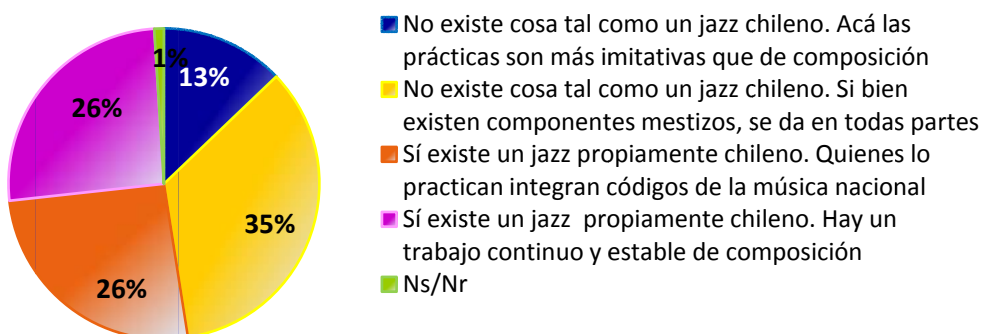 No existe cosa tal como un jazz chileno. Acá las
prácticas son más imitativas que de composición
No existe cosa tal como un jazz chileno. Si bien
existen componentes mestizos, se da en todas partes
Sí existe un jazz propiamente chileno. Quienes lo
practican integran códigos de la música nacional
Sí existe un jazz  propiamente chileno. Hay un
trabajo continuo y estable de composición
Ns/Nr
1%
13%
26%
35%
26%